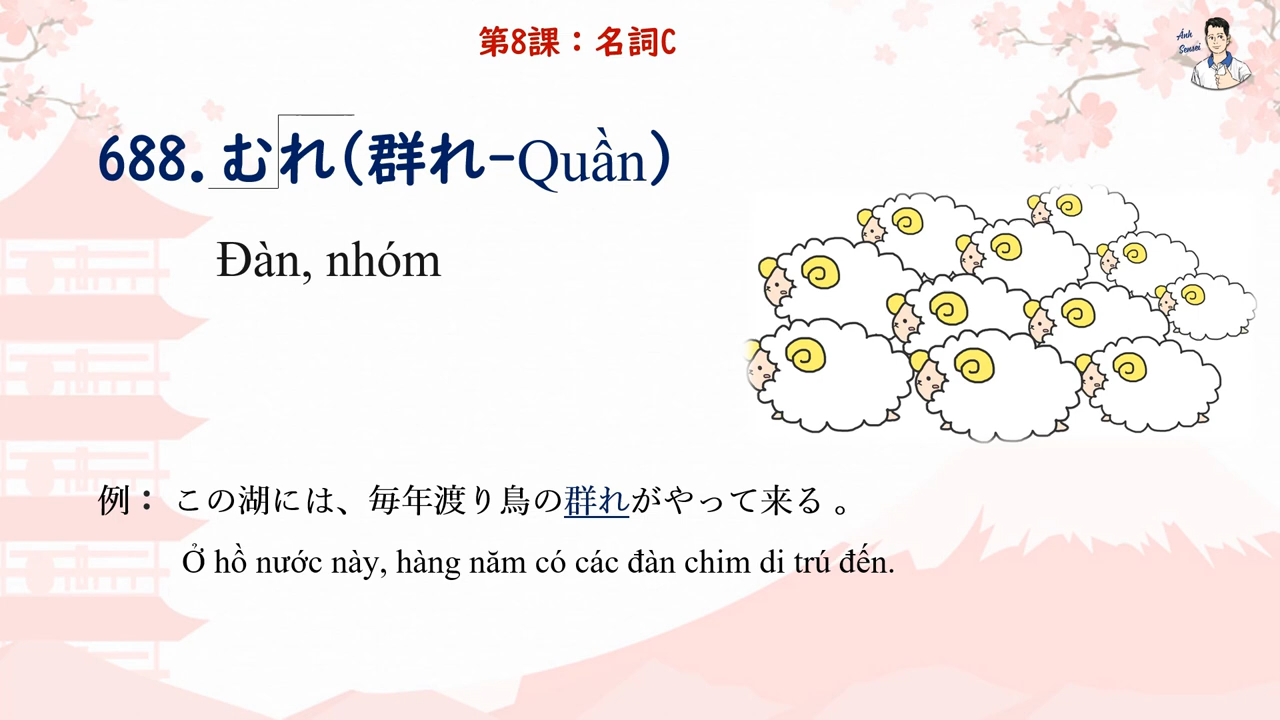 第8課：名詞C
Anh
Sensei
688. むれ(群れ-Quần)
Đàn, nhóm
例： この湖には、毎年渡り鳥の群れがやって来る 。
Ở hồ nước này, hàng năm có các đàn chim di trú đến.